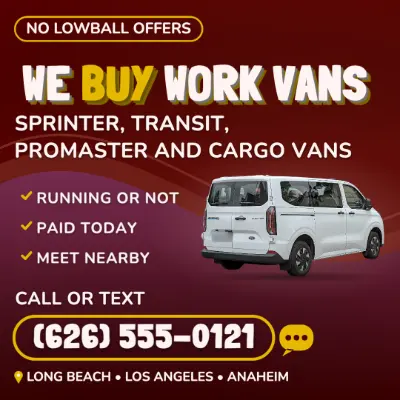 NO LOWBALL OFFERS
WE BUY WORK VANS
SPRINTER, TRANSIT,
PROMASTER AND CARGO VANS
RUNNING OR NOT
PAID TODAY
MEET NEARBY
CALL OR TEXT
(626) 555-0121
LONG BEACH • LOS ANGELES • ANAHEIM